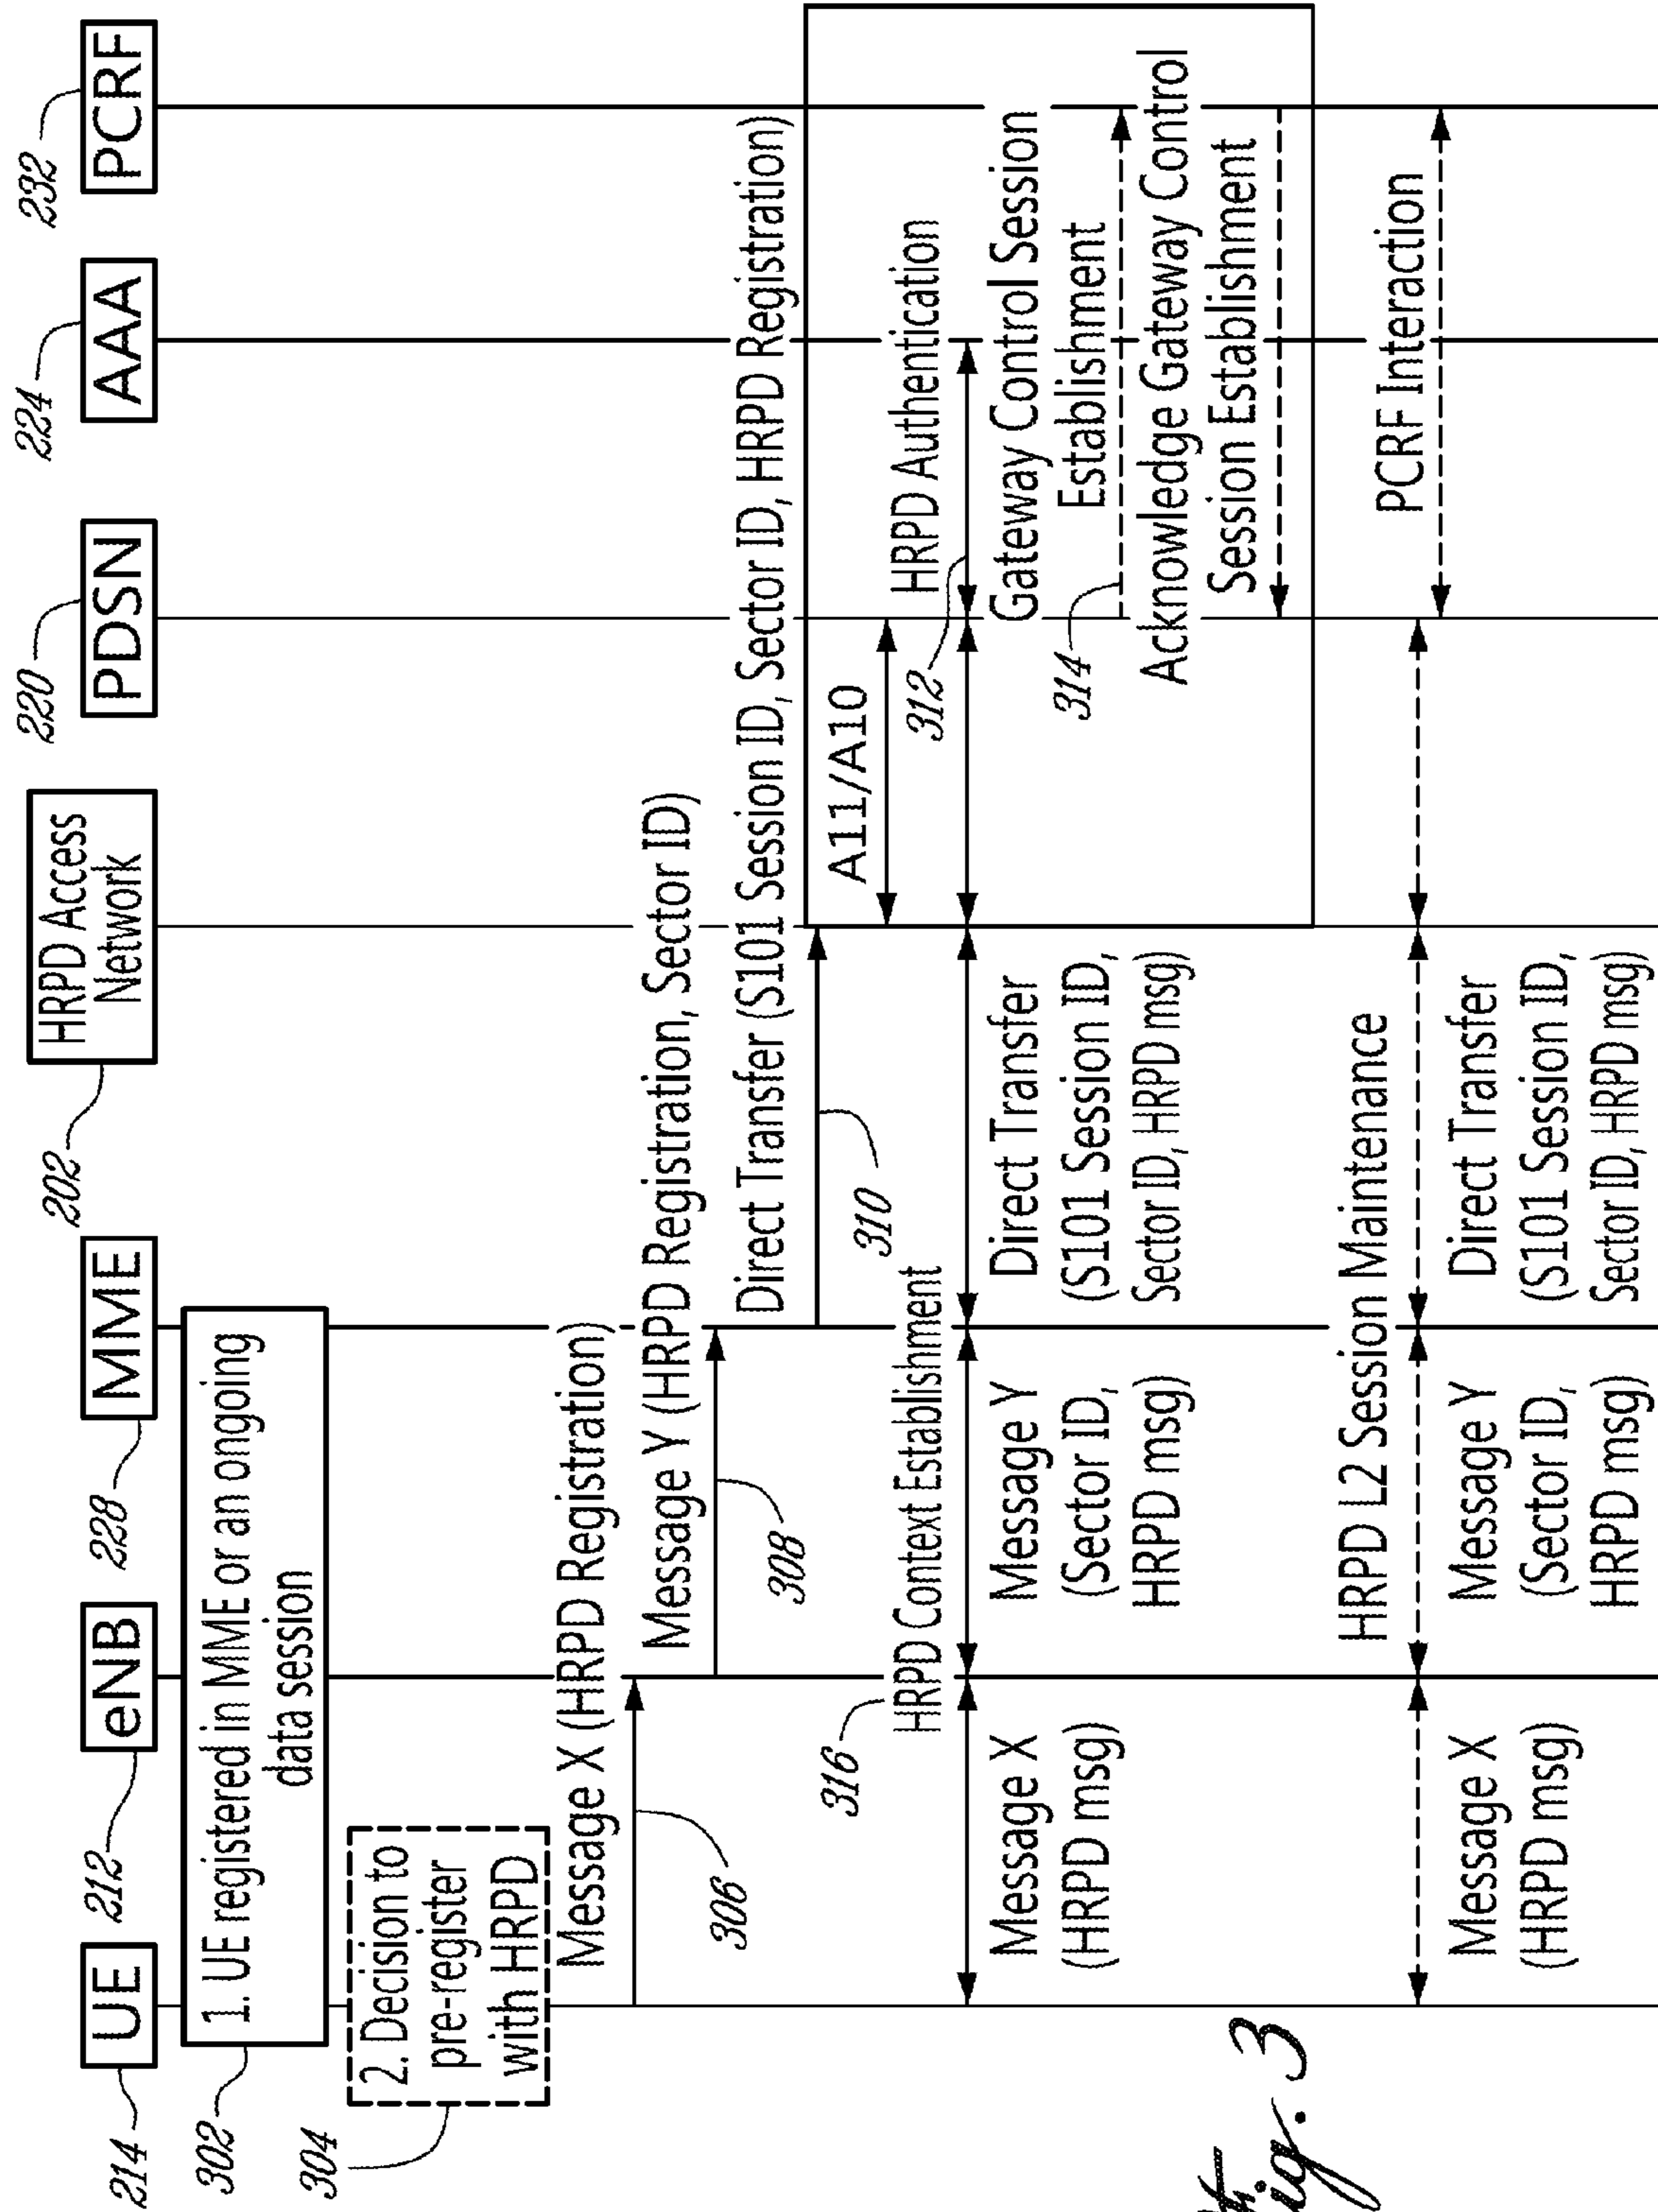 214
UE
212
eNB
228
MME
202
HRPD Access
Network
220
PDSN
224
AAA
232
PCRF
302
1. UE registered in MME or an ongoing
data session
304
2. Decision to
pre-register
with HRPD
Message X (HRPD Registration)
306
Message Y (HRPD Registration, Sector ID)
308
Direct Transfer (S101 Session ID, Sector ID, HRPD Registration)
310
A11/A10
316
HRPD Context Establishment
312
HRPD Authentication
Message X
(HRPD msg)
Message Y
(Sector ID,
HRPD msg)
Direct Transfer
(S101 Session ID,
Sector ID, HRPD msg)
Gateway Control Session
Establishment
314
Acknowledge Gateway Control
Session Establishment
HRPD L2 Session Maintenance
PCRF Interaction
Message X
(HRPD msg)
Message Y
(Sector ID,
HRPD msg)
Direct Transfer
(S101 Session ID,
Sector ID, HRPD msg)
Fig. 3